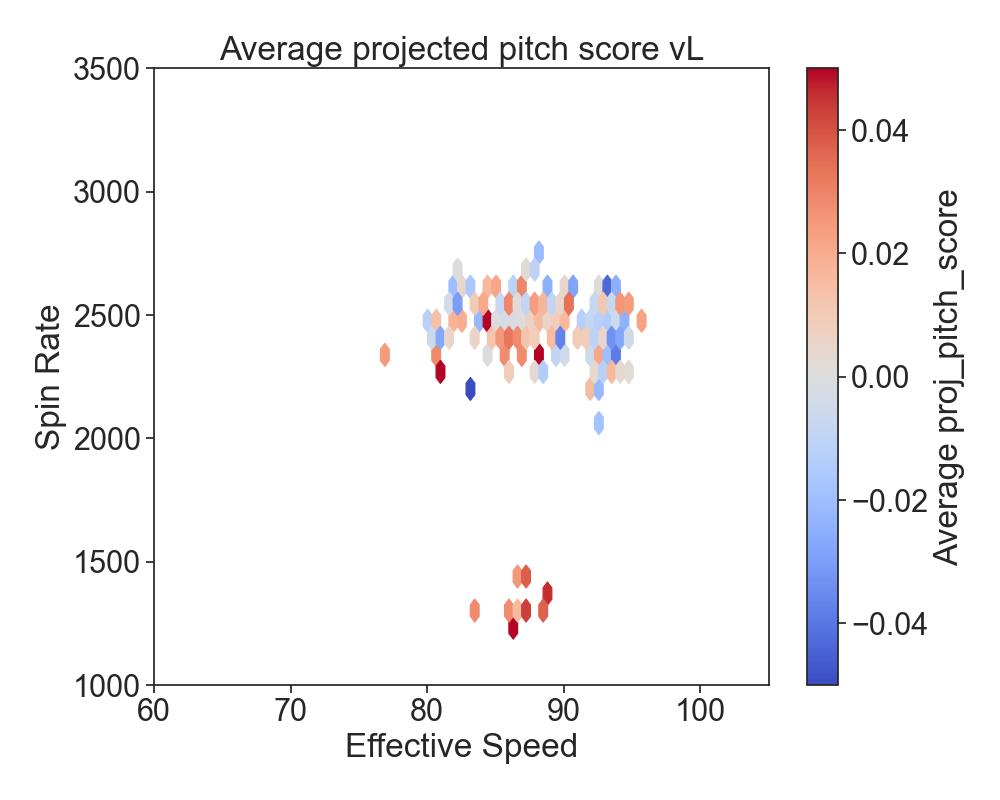 Average projected pitch score vL
3500
3000
2500
2000
1500
1000
Spin Rate
60 70 80 90 100
Effective Speed
0.04
0.02
0.00
−0.02
−0.04
Average proj_pitch_score